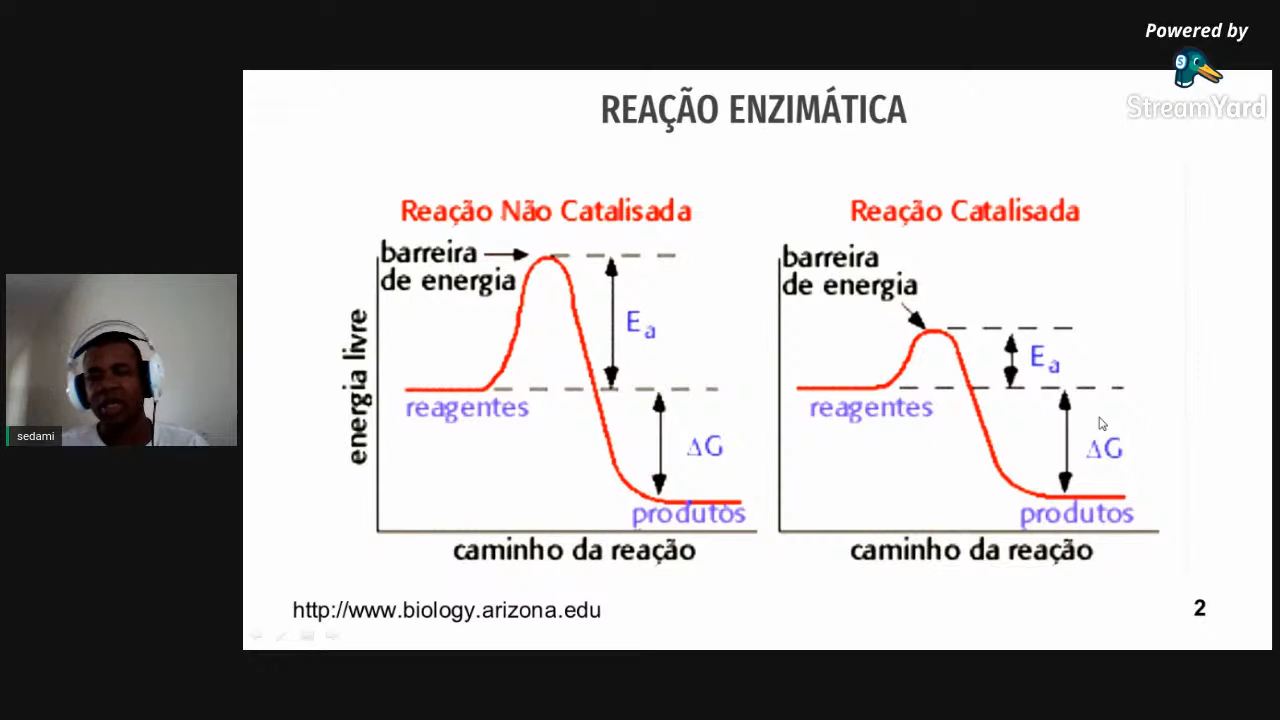 Powered by
StreamYard
REAÇÃO ENZIMÁTICA
Reação Não Catalisada
barreira
de energia
energia livre
Ea
reagentes
ΔG
produtos
caminho da reação
Reação Catalisada
barreira
de energia
Ea
reagentes
ΔG
produtos
caminho da reação
http://www.biology.arizona.edu
2
sedami